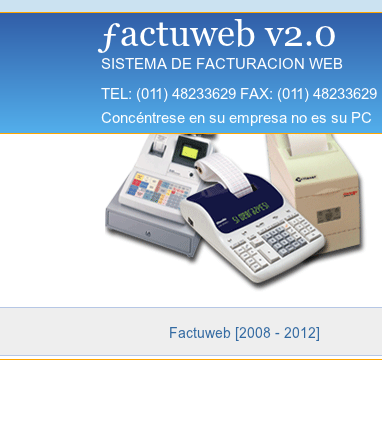 factuweb v2.0
SISTEMA DE FACTURACION WEB
TEL: (011) 48233629 FAX: (011) 48233629
Concéntrese en su empresa no es su PC
Factuweb [2008 - 2012]